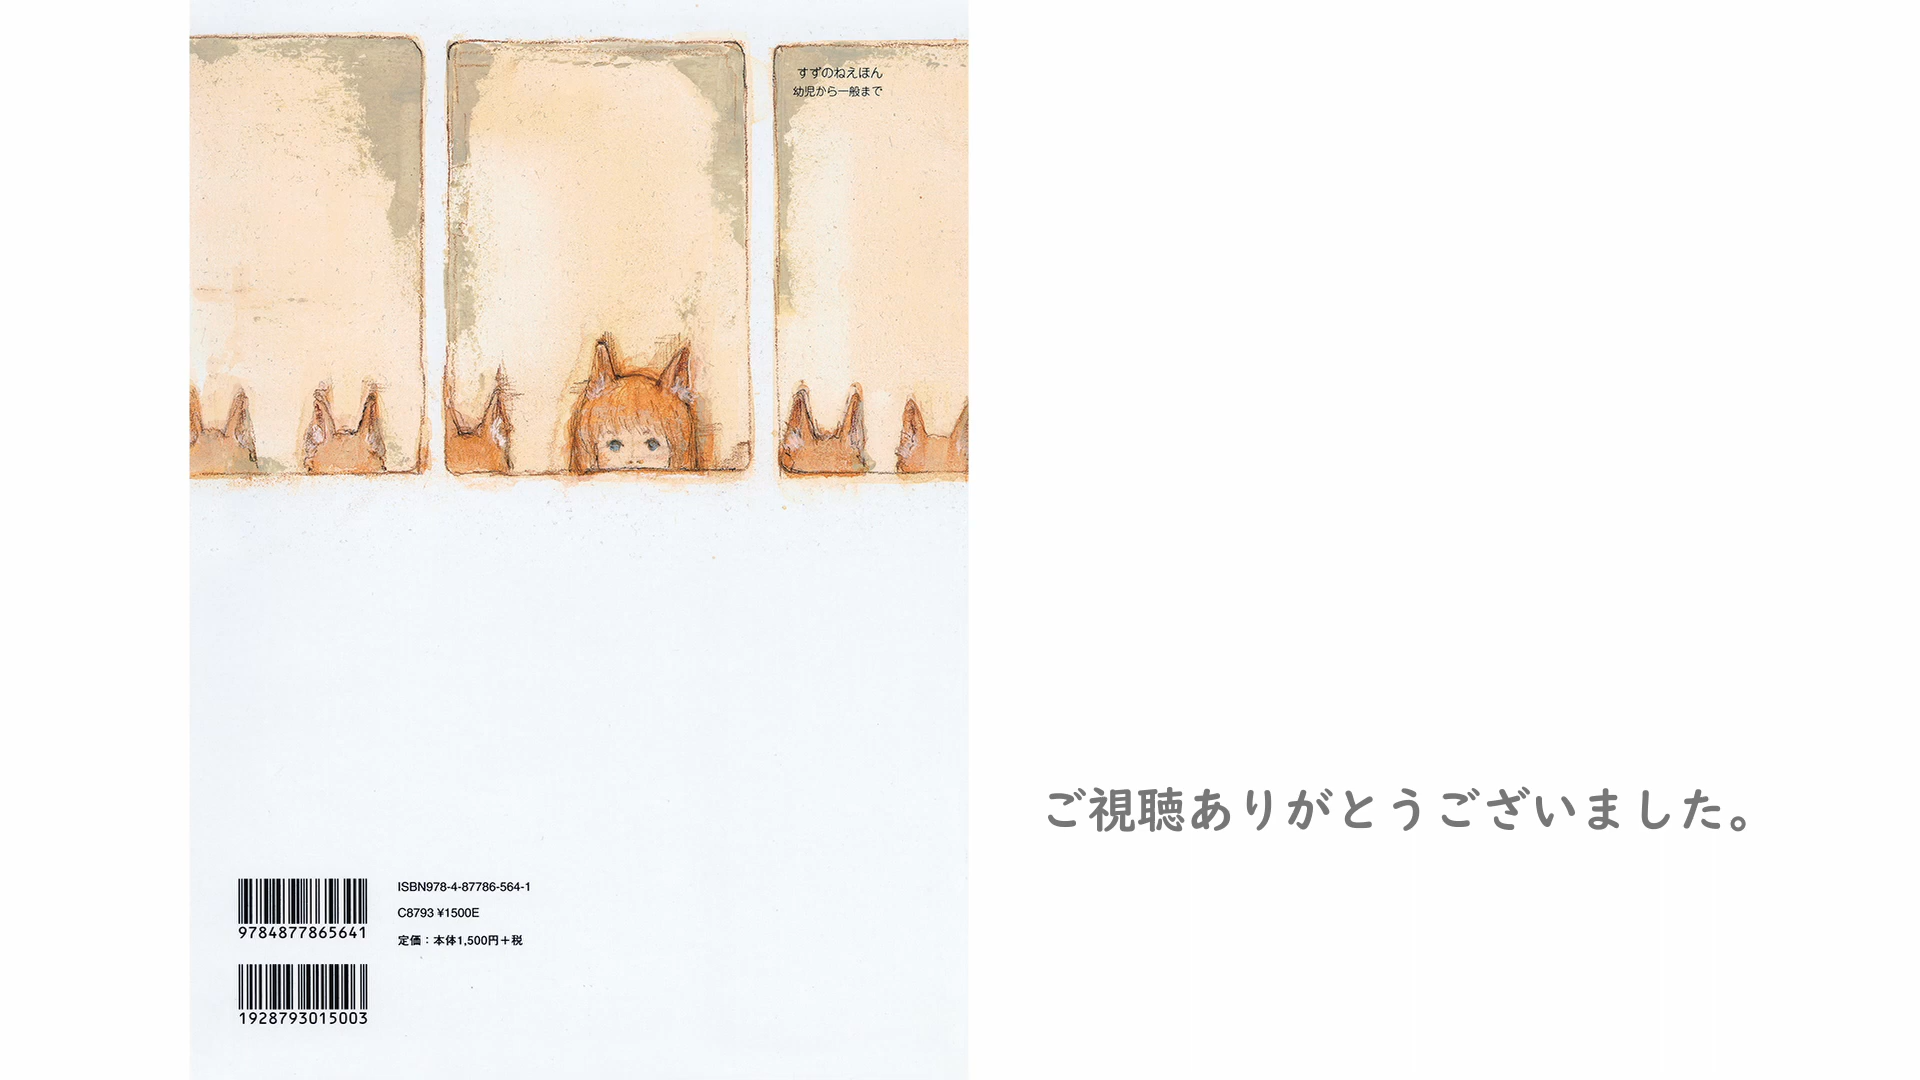 すずのねえほん
幼児から一般まで
ご視聴ありがとうございました。
ISBN978-4-87786-564-1
C8793 ¥1500E
定価：本体1,500円＋税
9784877865641
1928793015003